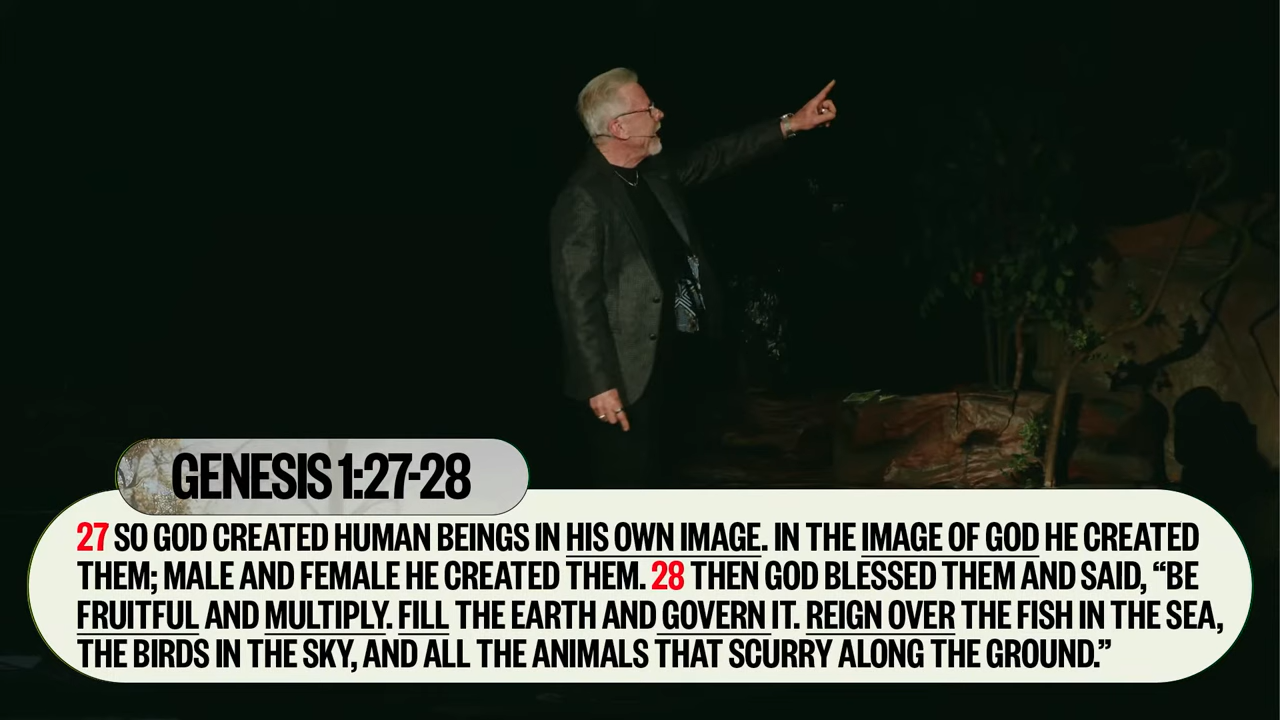 GENESIS 1:27-28
27 SO GOD CREATED HUMAN BEINGS IN HIS OWN IMAGE. IN THE IMAGE OF GOD HE CREATED
THEM; MALE AND FEMALE HE CREATED THEM. 28 THEN GOD BLESSED THEM AND SAID, “BE
FRUITFUL AND MULTIPLY. FILL THE EARTH AND GOVERN IT. REIGN OVER THE FISH IN THE SEA,
THE BIRDS IN THE SKY, AND ALL THE ANIMALS THAT SCURRY ALONG THE GROUND.”